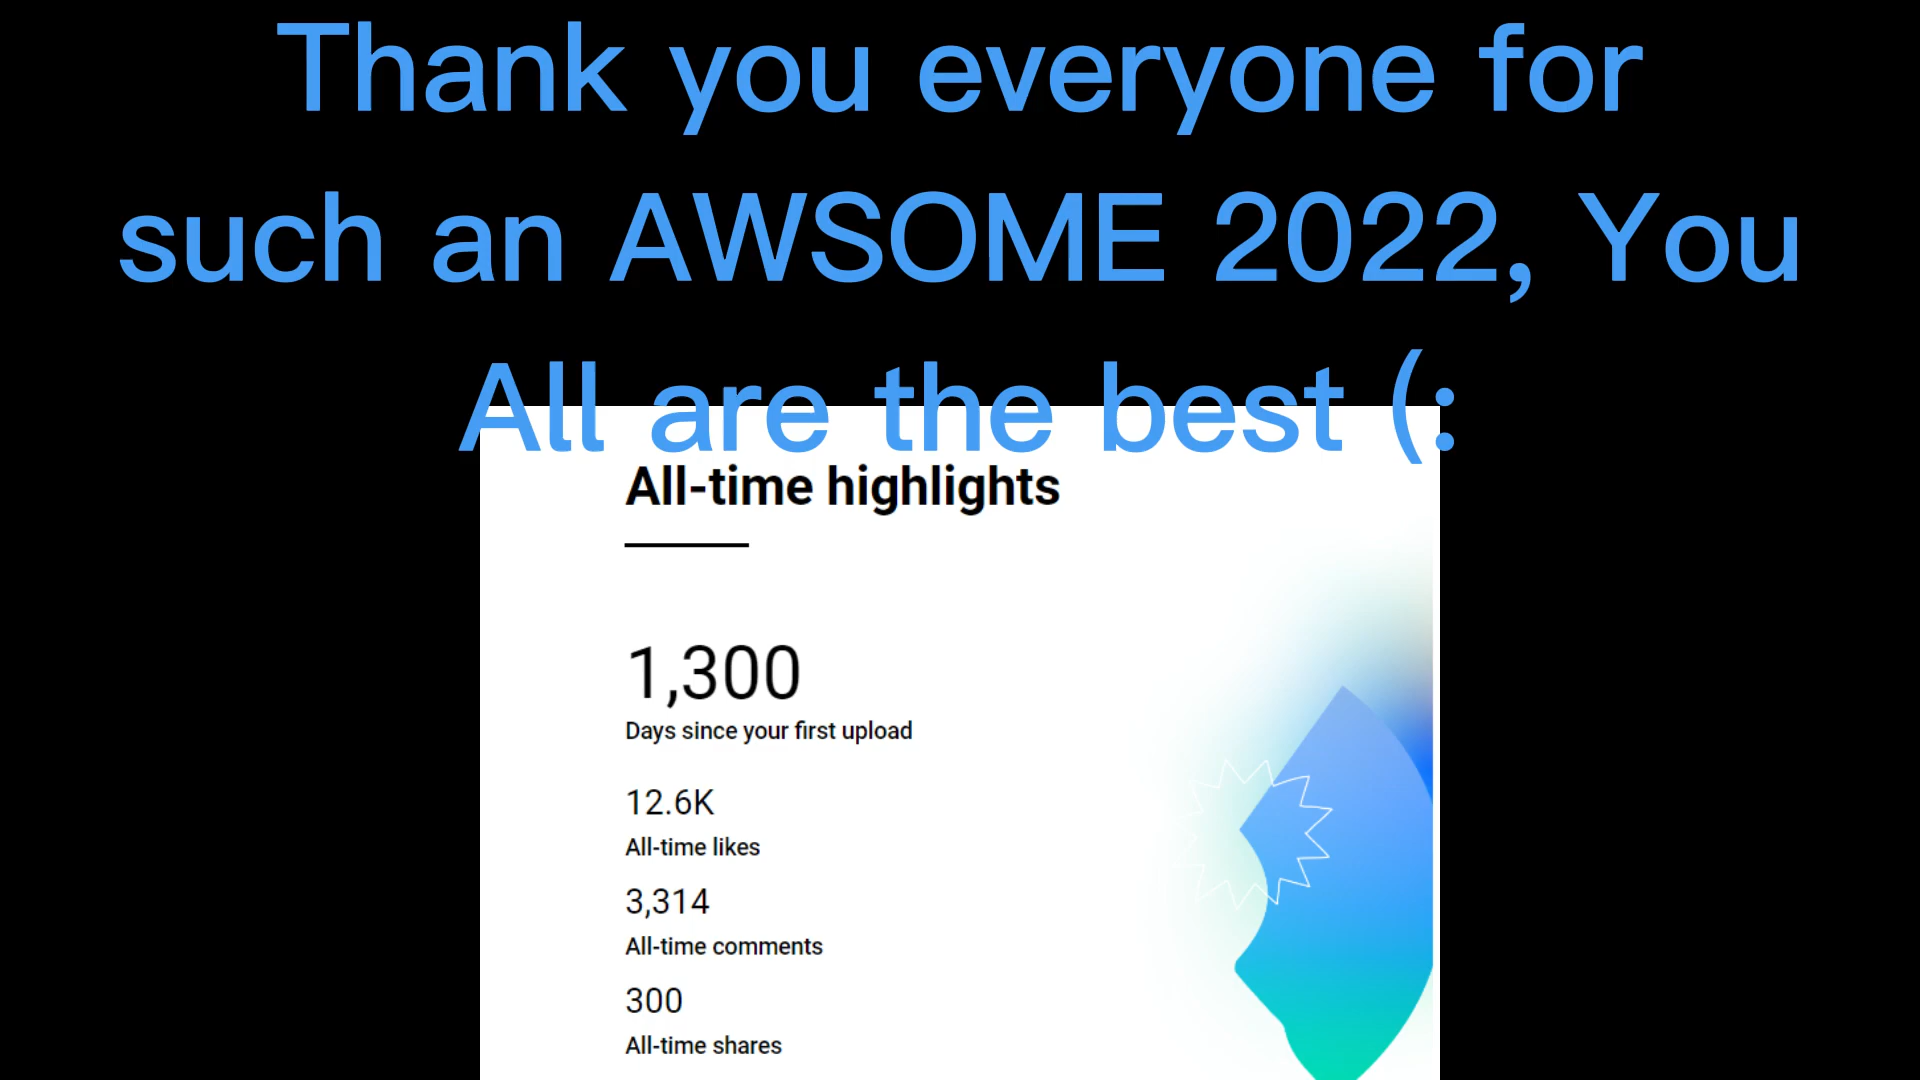 Thank you everyone for
such an AWSOME 2022, You
All are the best (:
All-time highlights
1,300
Days since your first upload
12.6K
All-time likes
3,314
All-time comments
300
All-time shares